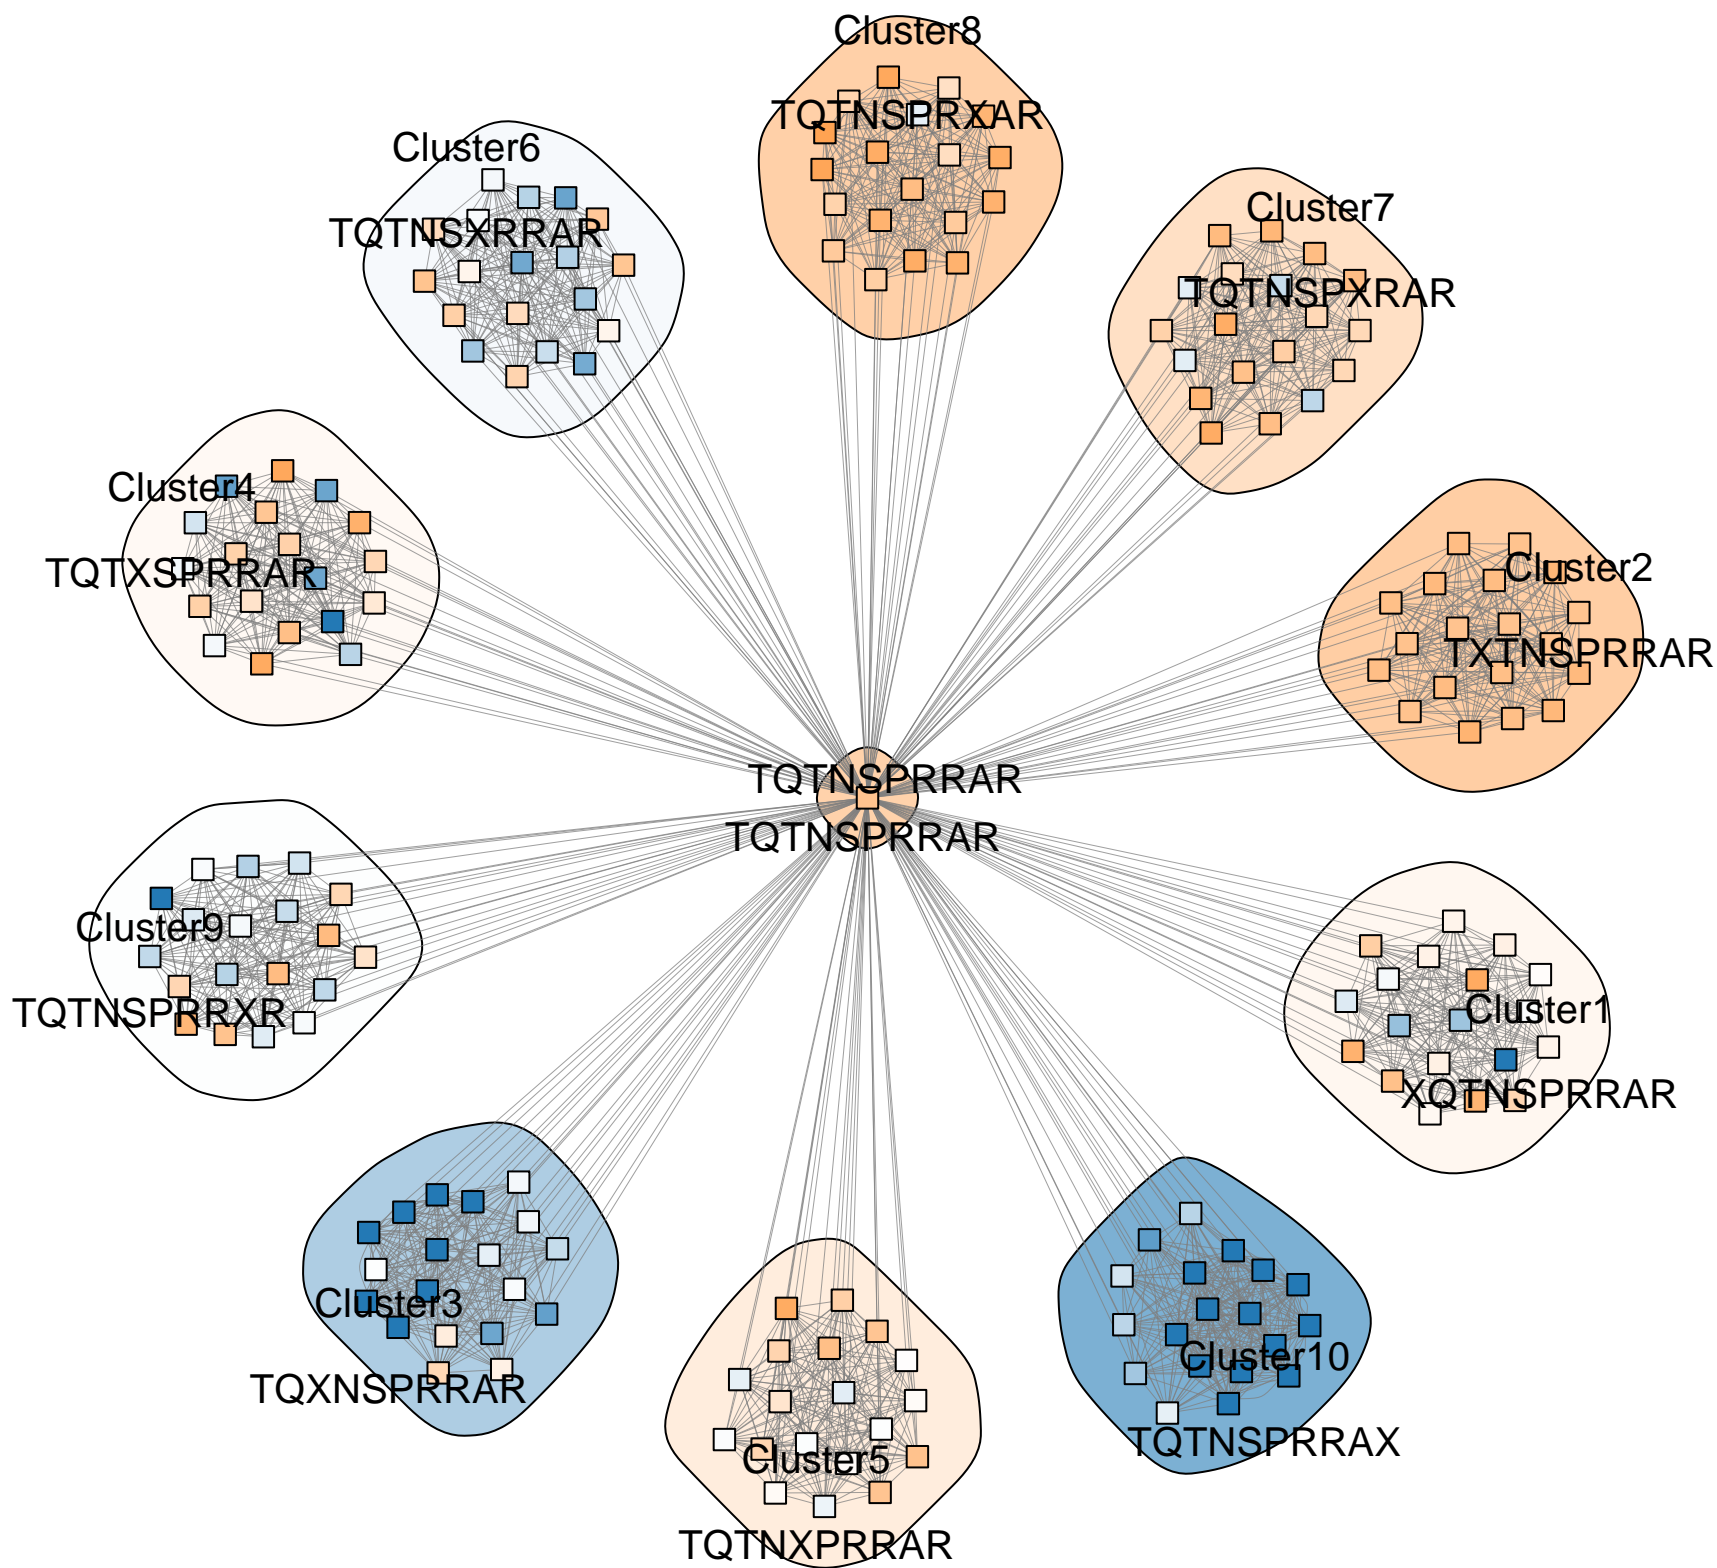 Cluster8
TQTNSPRXAR
Cluster6
TQTNSXRRAR
Cluster7
TQTNSPXRAR
Cluster4
TQTXSPRRAR
Cluster2
TXTNSPRRAR
TQTNSPRRAR
TQTNSPRRAR
Cluster9
TQTNSPRRXR
Cluster1
XQTNSPRRAR
Cluster3
TQXNSPRRAR
Cluster10
TQTNSPRRAX
Cluster5
TQTNXPRRAR